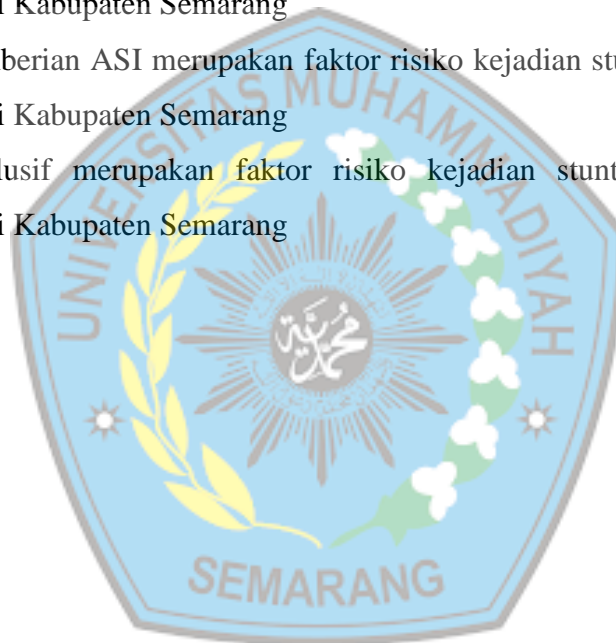 i Kabupaten Semarang
berian ASI merupakan faktor risiko kejadian stu
i Kabupaten Semarang
lusif merupakan faktor risiko kejadian stunt
i Kabupaten Semarang
UNIVERSITAS MUHAMMADIYAH
محمدية
SEMARANG